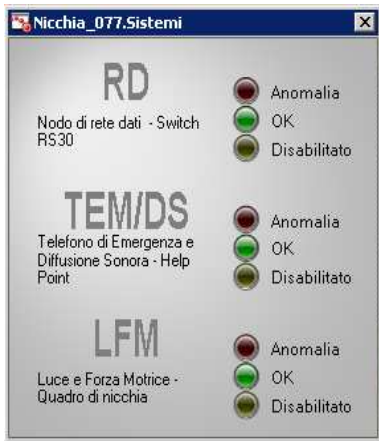 Nicchia_077.Sistemi
RD
Nodo di rete dati - Switch
RS30
Anomalia
OK
Disabilitato
TEM/DS
Telefono di Emergenza e
Diffusione Sonora - Help
Point
Anomalia
OK
Disabilitato
LFM
Luce e Forza Motrice -
Quadro di nicchia
Anomalia
OK
Disabilitato